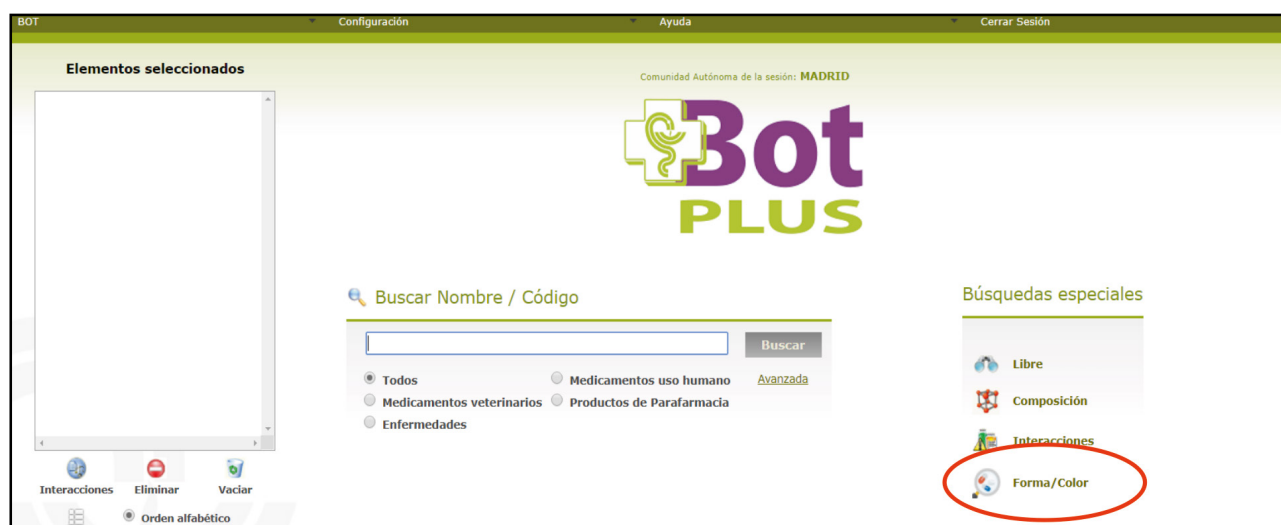 BOT Configuración Ayuda Cerrar Sesión
Elementos seleccionados
Comunidad Autónoma de la sesión: MADRID
Bot
PLUS
Buscar Nombre / Código
Buscar
Todos Medicamentos uso humano Avanzada
Medicamentos veterinarios Productos de Parafarmacia
Enfermedades
Búsquedas especiales
Libre
Composición
Interacciones
Forma/Color
Interacciones Eliminar Vaciar
Orden alfabético